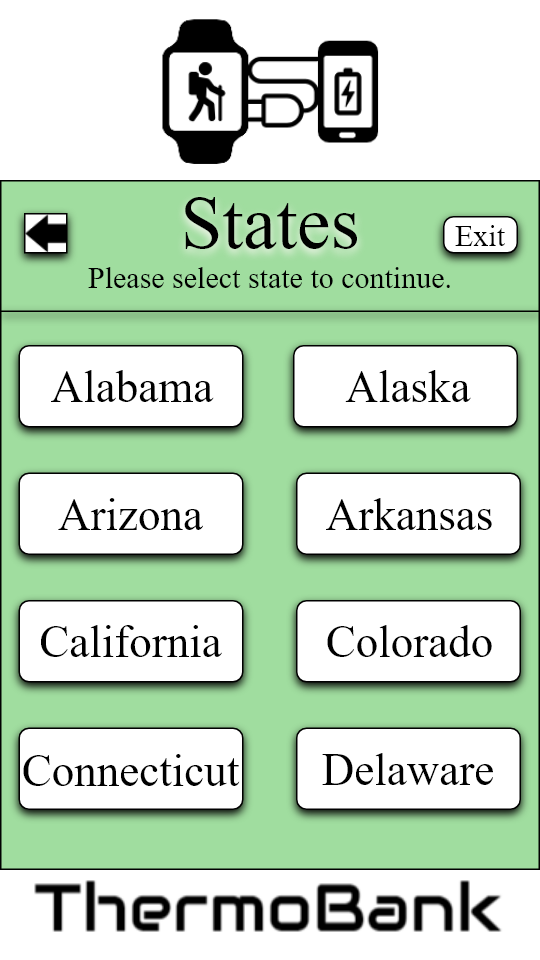 States
Exit
Please select state to continue.
Alabama
Alaska
Arizona
Arkansas
California
Colorado
Connecticut
Delaware
ThermoBank